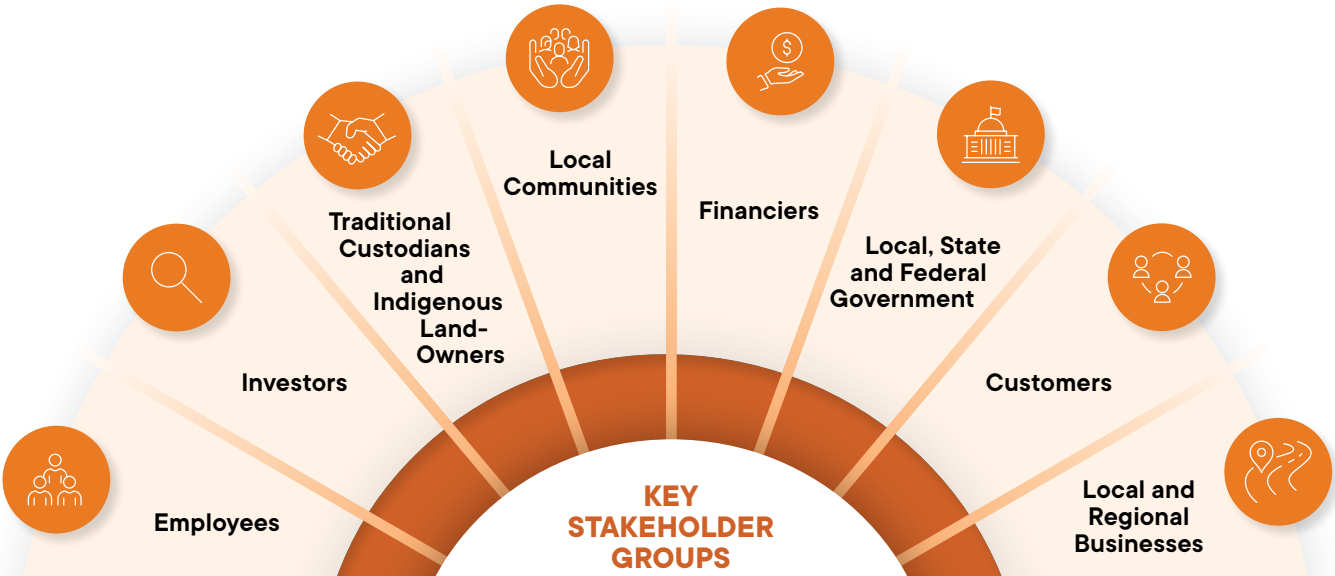 Employees
Investors
Traditional
Custodians
and
Indigenous
Land-
Owners
Local
Communities
Financiers
Local, State
and Federal
Government
Customers
Local and
Regional
Businesses
KEY
STAKEHOLDER
GROUPS
$